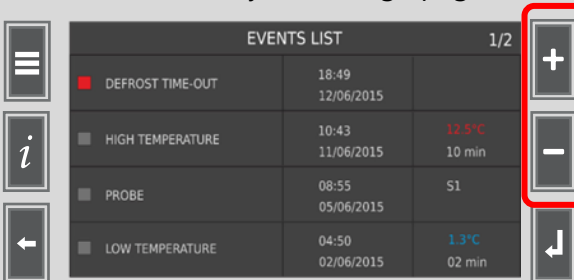 EVENTS LIST 1/2
DEFROST TIME-OUT
18:49
12/06/2015
HIGH TEMPERATURE
10:43
11/06/2015
12.5°C
10 min
PROBE
08:55
05/06/2015
S1
LOW TEMPERATURE
04:50
02/06/2015
1.3°C
02 min
+
i
−